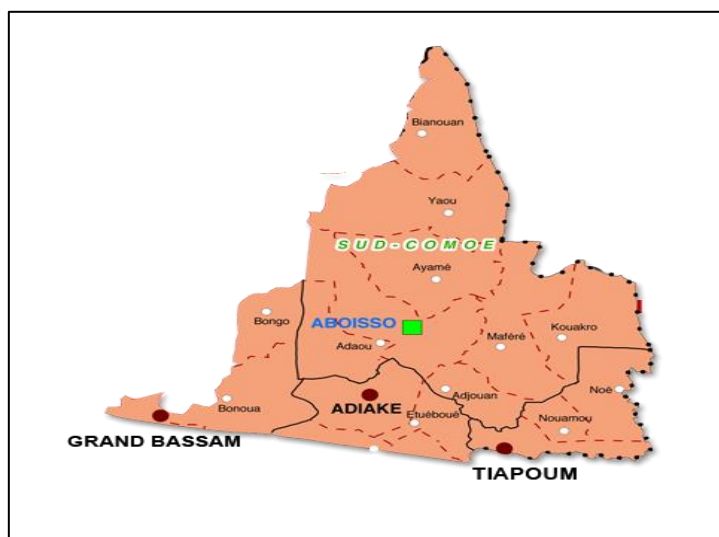 Bianouan
Yaou
SUD-COMOE
Ayamé
Bongo
ABOISSO
Adaou
Maféré
Kouakro
Adjouan
Noé
Bonoua
ADIAKE
Etuéboué
Nouamou
GRAND BASSAM
TIAPOUM